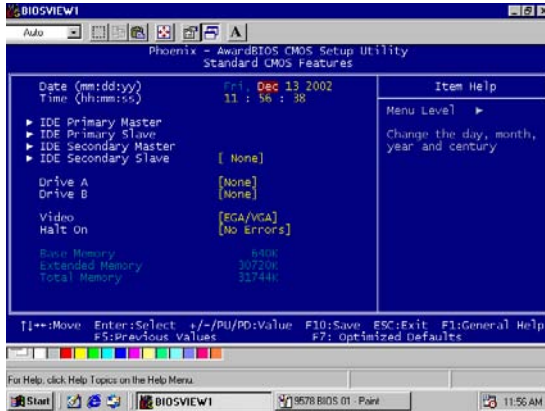 BIOSVIEW1
Auto
A
Phoenix - AwardBIOS CMOS Setup Utility
Standard CMOS Features
Date (mm:dd:yy) Fri, Dec 13 2002
Time (hh:mm:ss) 11 : 56 : 38
IDE Primary Master
IDE Primary Slave
IDE Secondary Master
IDE Secondary Slave [ None]
Drive A [None]
Drive B [None]
Video [EGA/VGA]
Halt On [No Errors]
Base Memory 640K
Extended Memory 30720K
Total Memory 31744K
Item Help
Menu Level ►
Change the day, month,
year and century
↑↓→←:Move Enter:Select +/-/PU/PD:Value F10:Save ESC:Exit F1:General Help
F5:Previous Values F7: Optimized Defaults
For Help, click Help Topics on the Help Menu.
Start BIOSVIEW1 9578 BIOS 01 - Paint 11:56 AM